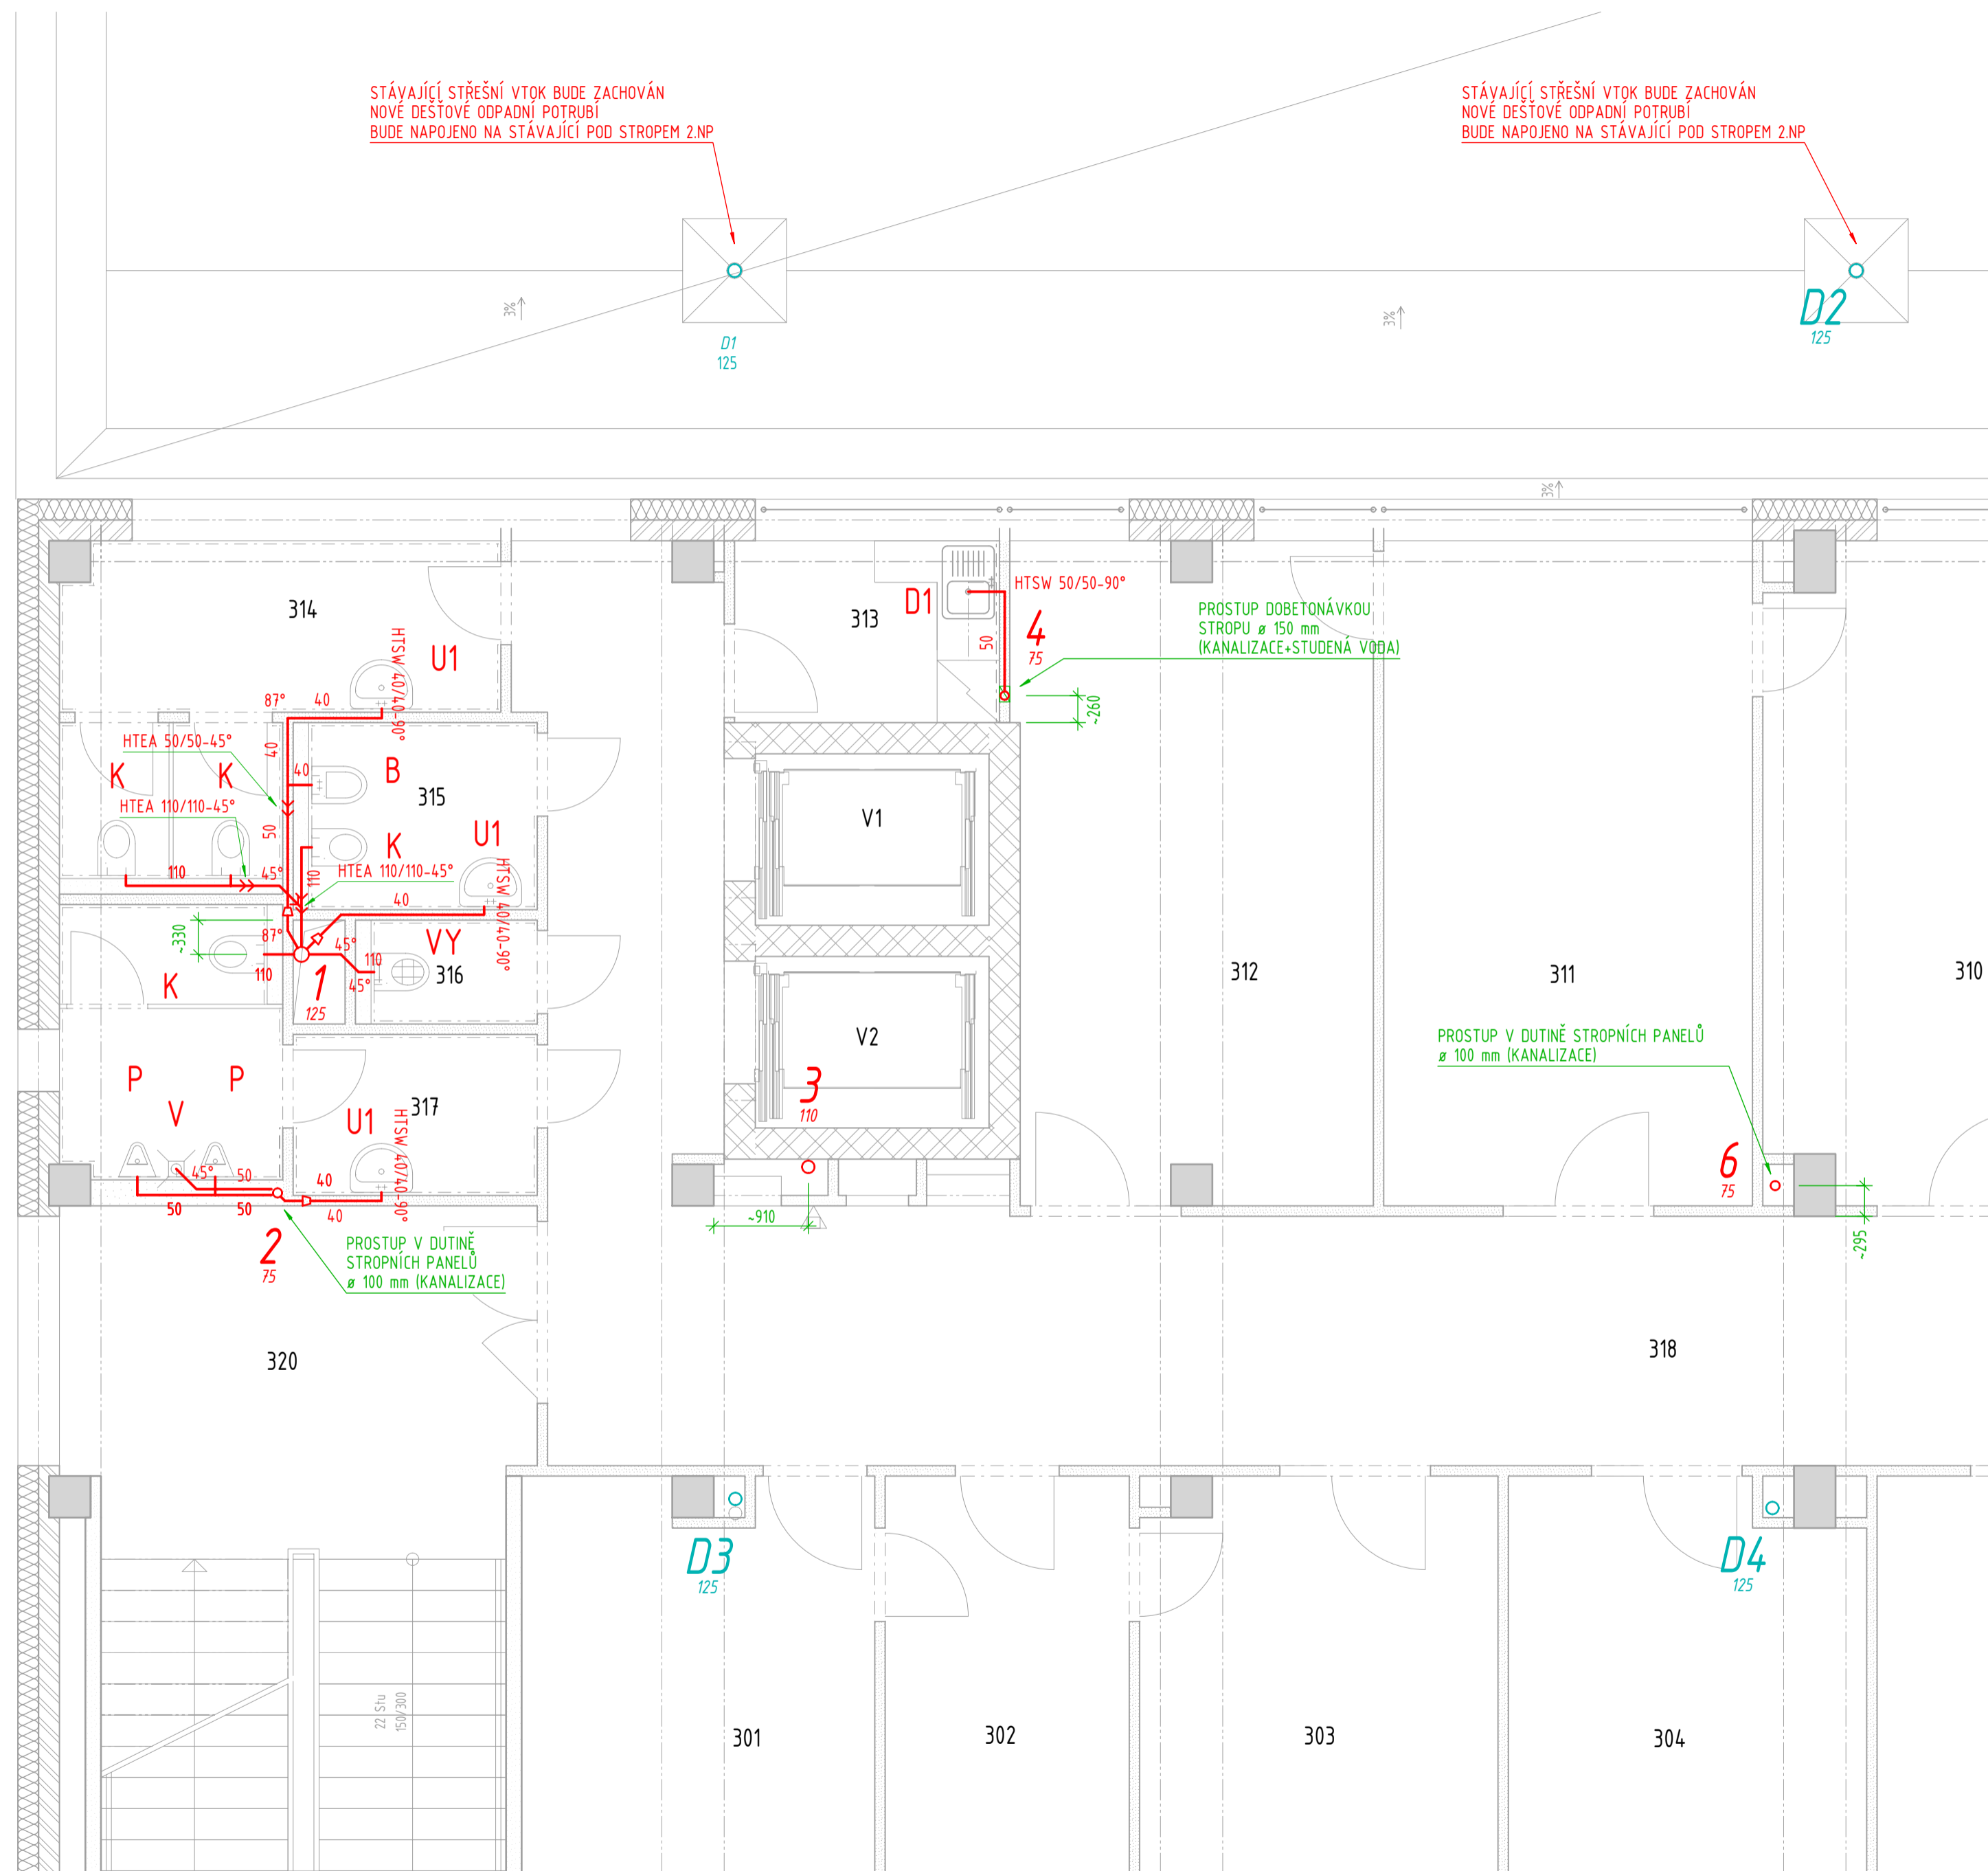 STÁVAJÍCÍ STŘEŠNÍ VTOK BUDE ZACHOVÁN
NOVÉ DEŠŤOVÉ ODPADNÍ POTRUBÍ
BUDE NAPOJENO NA STÁVAJÍCÍ POD STROPEM 2.NP
STÁVAJÍCÍ STŘEŠNÍ VTOK BUDE ZACHOVÁN
NOVÉ DEŠŤOVÉ ODPADNÍ POTRUBÍ
BUDE NAPOJENO NA STÁVAJÍCÍ POD STROPEM 2.NP
3%
3%
D2
125
D1
125
3%
HTSW 50/50-90°
D1
313
50
4
75
PROSTUP DOBETONÁVKOU
STROPU ø 150 mm
(KANALIZACE+STUDENÁ VODA)
~260
314
U1
HTSW 40/40-90°
87°
40
HTEA 50/50-45°
40
40
K
K
B
315
HTEA 110/110-45°
50
K
U1
110
45°
110
HTEA 110/110-45°
40
HTSW 40/40-90°
~330
87°
45°
VY
110
110
45°
316
K
1
125
V1
V2
312
311
310
3
110
PROSTUP V DUTINĚ STROPNÍCH PANELŮ
ø 100 mm (KANALIZACE)
6
75
~295
P
P
V
U1
317
HTSW 40/40-90°
45°
50
40
50
50
40
~910
2
75
PROSTUP V DUTINĚ
STROPNÍCH PANELŮ
ø 100 mm (KANALIZACE)
320
318
D3
125
D4
125
22 Stu
150/300
301
302
303
304